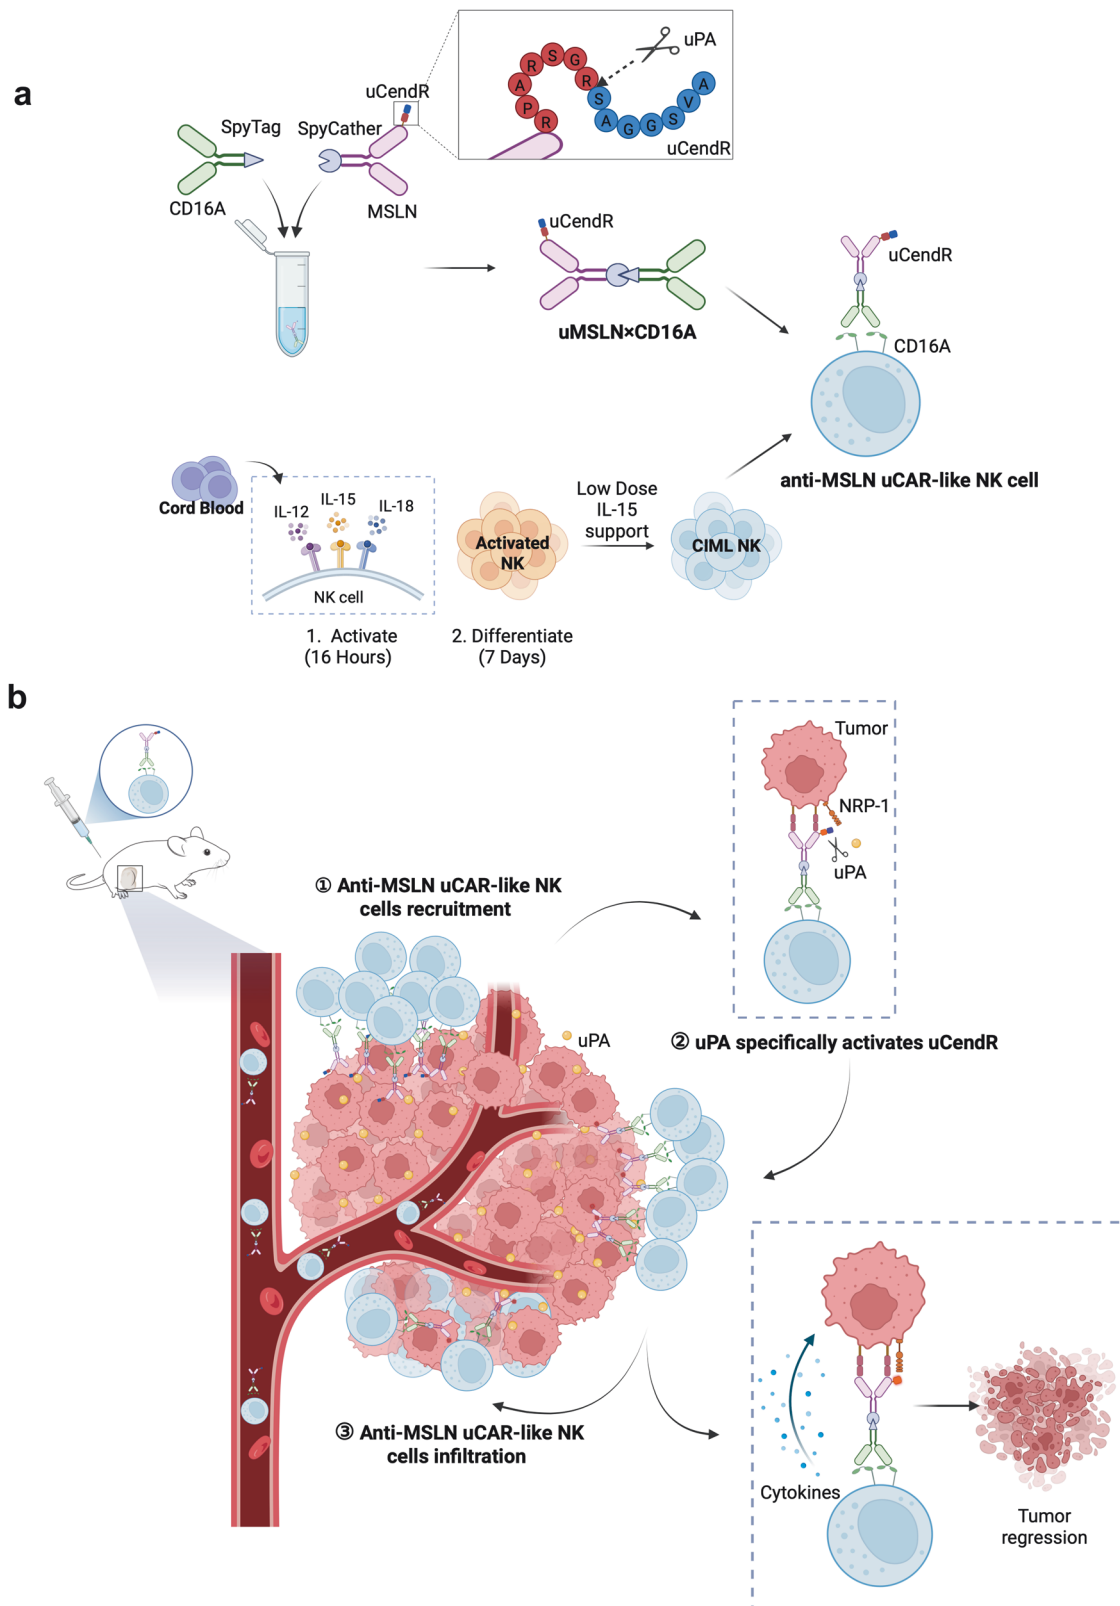 a
uPA
R
P
A
R
S
G
R
S
A
G
G
S
V
A
uCendR
uCendR
SpyTag
SpyCather
CD16A
MSLN
uCendR
uMSLN×CD16A
uCendR
CD16A
anti-MSLN uCAR-like NK cell
Cord Blood
IL-12
IL-15
IL-18
NK cell
1. Activate
(16 Hours)
Activated
NK
2. Differentiate
(7 Days)
Low Dose
IL-15
support
CIML NK
b
① Anti-MSLN uCAR-like NK
cells recruitment
uPA
Tumor
NRP-1
uPA
② uPA specifically activates uCendR
③ Anti-MSLN uCAR-like NK
cells infiltration
Cytokines
Tumor
regression